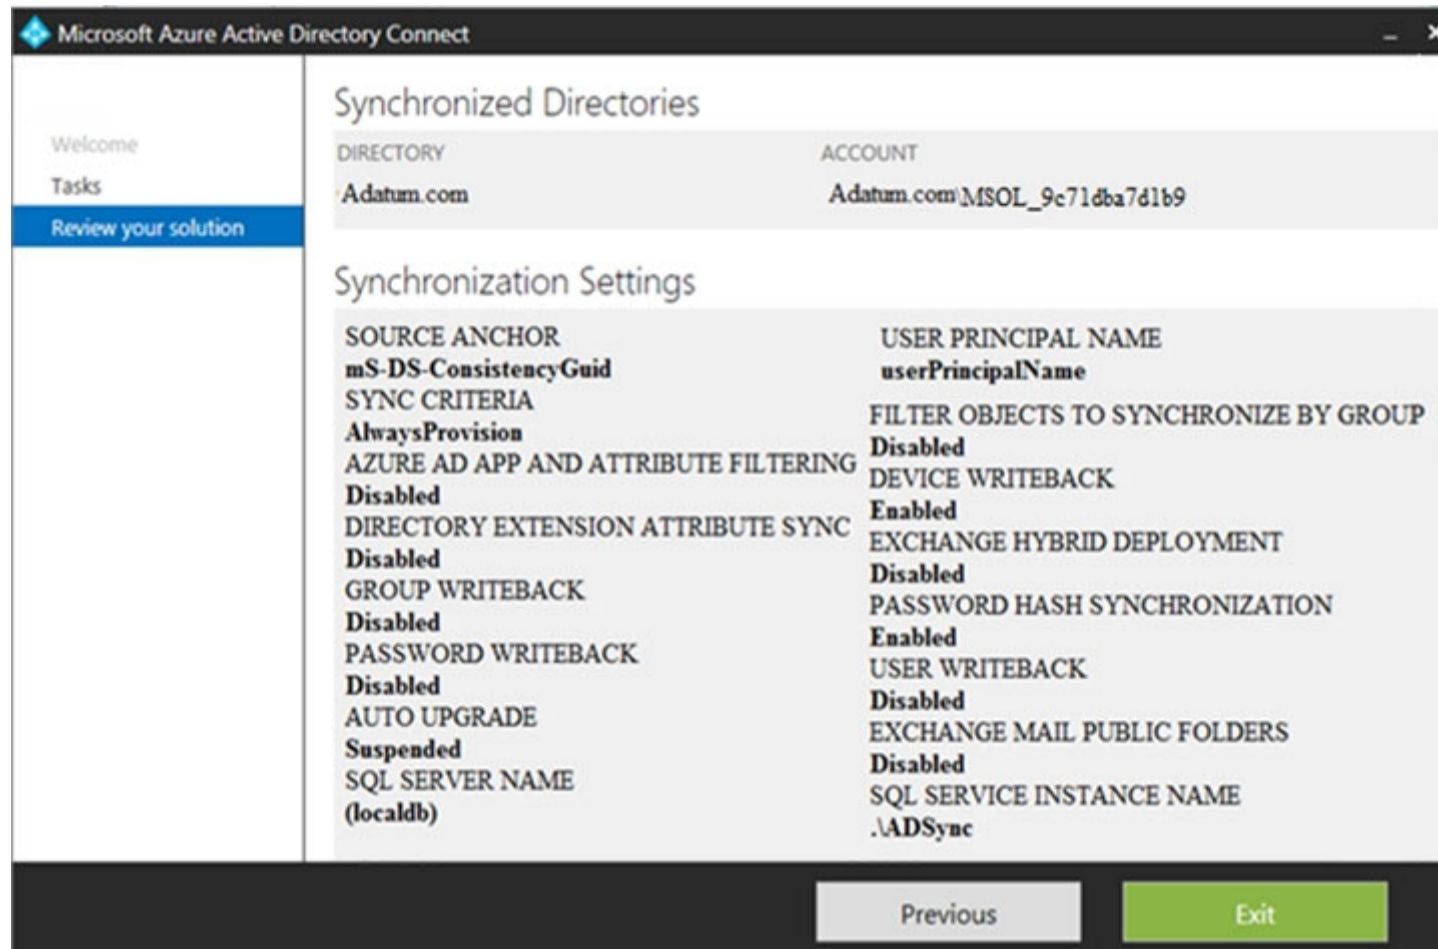 Microsoft Azure Active Directory Connect
Welcome
Tasks
Review your solution
Synchronized Directories
DIRECTORY
ACCOUNT
Adatum.com
Adatum.com\MSOL_9c71dba7d1b9
Synchronization Settings
SOURCE ANCHOR
mS-DS-ConsistencyGuid
SYNC CRITERIA
AlwaysProvision
AZURE AD APP AND ATTRIBUTE FILTERING
Disabled
DIRECTORY EXTENSION ATTRIBUTE SYNC
Disabled
GROUP WRITEBACK
Disabled
PASSWORD WRITEBACK
Disabled
AUTO UPGRADE
Suspended
SQL SERVER NAME
(localdb)
USER PRINCIPAL NAME
userPrincipalName
FILTER OBJECTS TO SYNCHRONIZE BY GROUP
Disabled
DEVICE WRITEBACK
Enabled
EXCHANGE HYBRID DEPLOYMENT
Disabled
PASSWORD HASH SYNCHRONIZATION
Enabled
USER WRITEBACK
Disabled
EXCHANGE MAIL PUBLIC FOLDERS
Disabled
SQL SERVICE INSTANCE NAME
.\ADSync
Previous
Exit